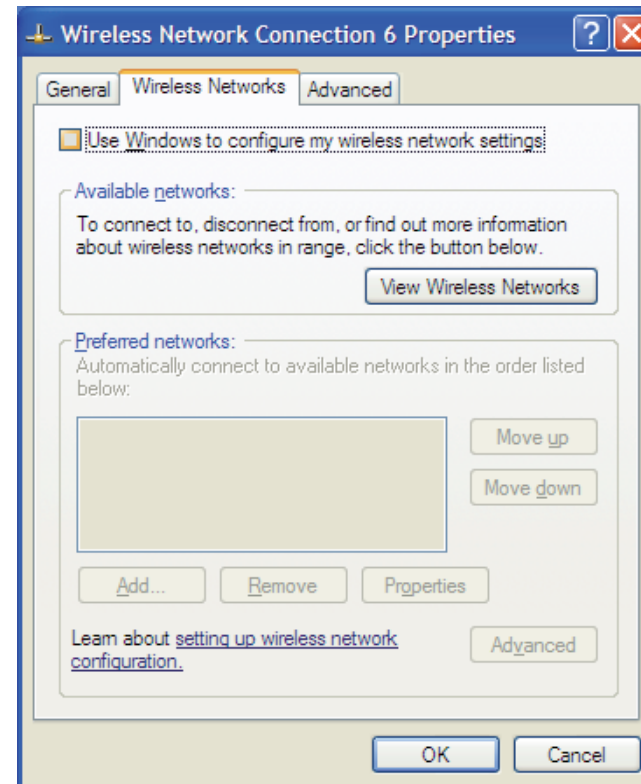 Wireless Network Connection 6 Properties
General
Wireless Networks
Advanced
Use Windows to configure my wireless network settings
Available networks:
To connect to, disconnect from, or find out more information
about wireless networks in range, click the button below.
View Wireless Networks
Preferred networks:
Automatically connect to available networks in the order listed
below:
Move up
Move down
Add...
Remove
Properties
Learn about setting up wireless network
configuration.
Advanced
OK
Cancel